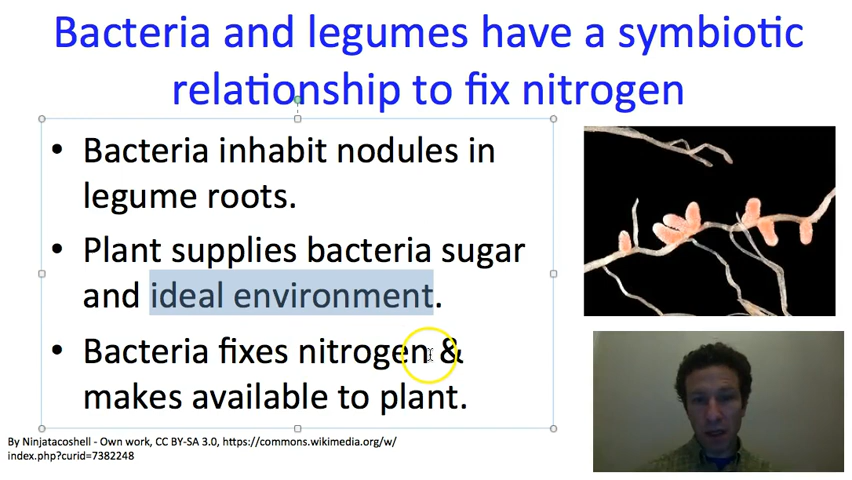 Bacteria and legumes have a symbiotic
relationship to fix nitrogen
• Bacteria inhabit nodules in
legume roots.
• Plant supplies bacteria sugar
and ideal environment.
• Bacteria fixes nitrogen &
makes available to plant.
By Ninjatacoshell - Own work, CC BY-SA 3.0, https://commons.wikimedia.org/w/
index.php?curid=7382248